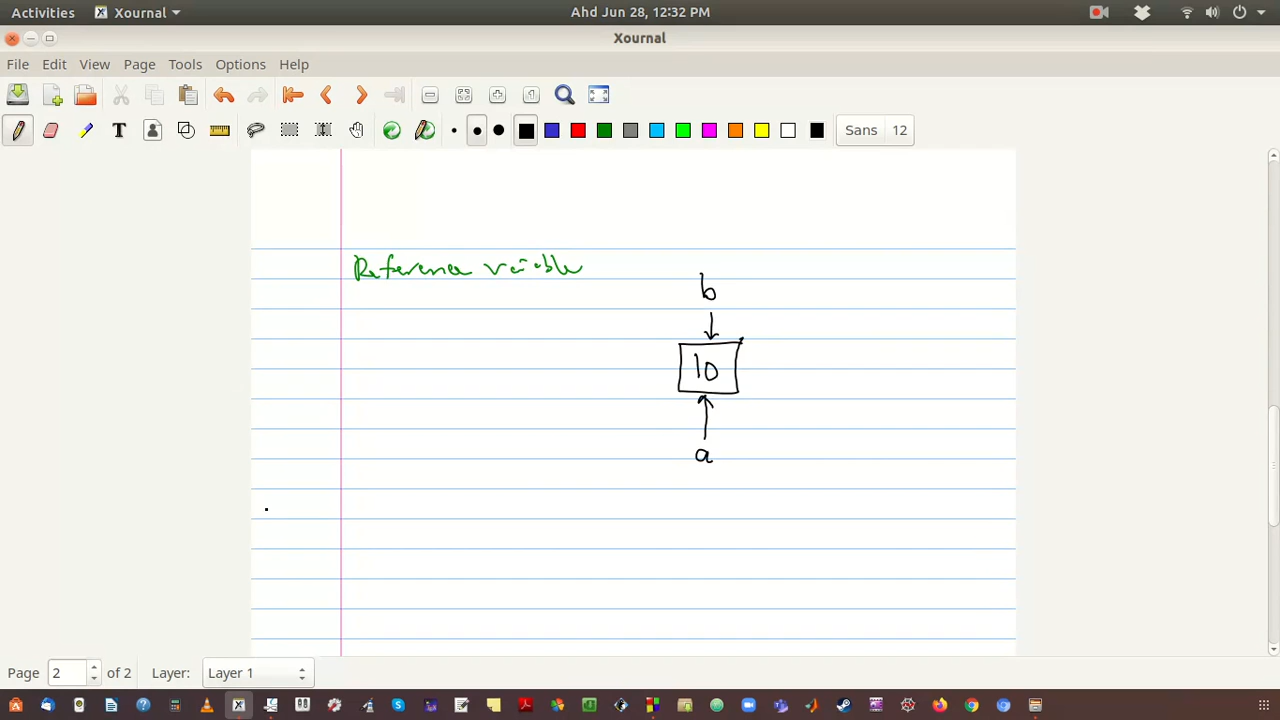 Activities Xournal Ahd Jun 28, 12:32 PM
Xournal
File Edit View Page Tools Options Help
Sans 12
Reference variable
b
10
a
Page 2 of 2 Layer: Layer 1